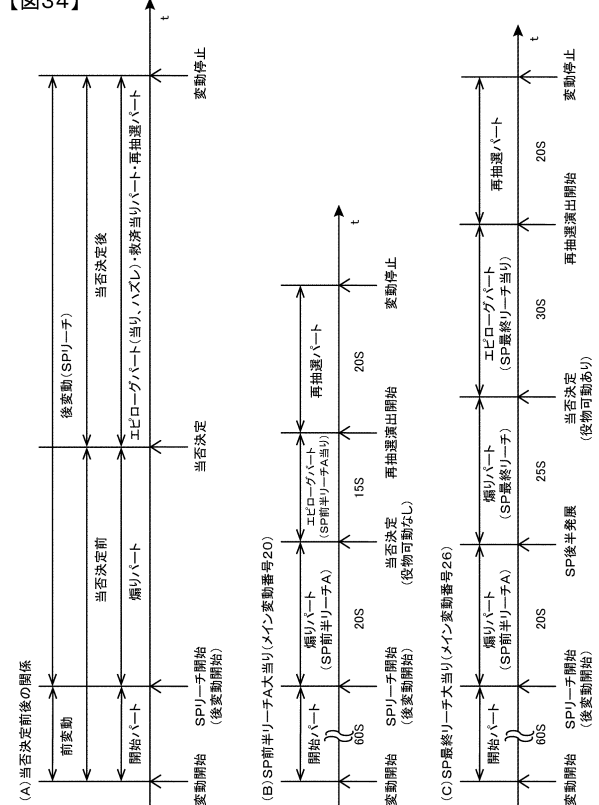 【図34】
(A)当否決定前後の関係
前変動
後変動(SPリーチ)
当否決定前
当否決定後
開始パート
煽りパート
エピローグパート(当り、ハズレ)・救済当りパート・再抽選パート
t
変動開始
SPリーチ開始
(後変動開始)
当否決定
変動停止
(B)SP前半リーチA大当り(メイン変動番号20)
開始パート
煽りパート
(SP前半リーチA)
エピローグパート
(SP前半リーチA当り)
再抽選パート
t
60S
20S
15S
20S
変動開始
SPリーチ開始
(後変動開始)
当否決定
(役物可動なし)
再抽選演出開始
変動停止
(C)SP最終リーチ大当り(メイン変動番号26)
開始パート
煽りパート
(SP前半リーチA)
煽りパート
(SP最終リーチ)
エピローグパート
(SP最終リーチ当り)
再抽選パート
t
60S
20S
25S
30S
20S
変動開始
SPリーチ開始
(後変動開始)
SP後半発展
当否決定
(役物可動あり)
再抽選演出開始
変動停止